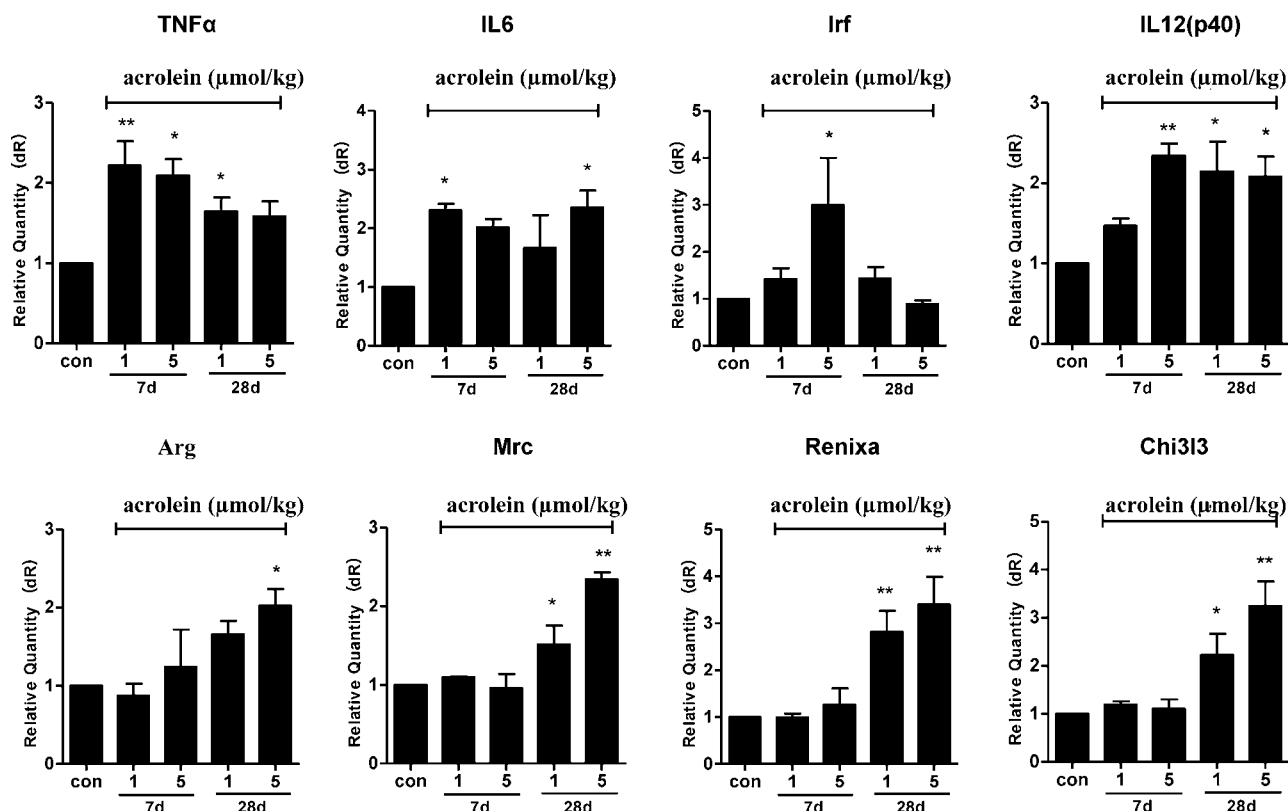 TNFα
acrolein (μmol/kg)
Relative Quantity (dR)
3
2
1
0
con
1
5
1
5
7d
28d
**
*
*
IL6
acrolein (μmol/kg)
Relative Quantity (dR)
4
3
2
1
0
con
1
5
1
5
7d
28d
*
*
Irf
acrolein (μmol/kg)
Relative Quantity (dR)
5
4
3
2
1
0
con
1
5
1
5
7d
28d
*
IL12(p40)
acrolein (μmol/kg)
Relative Quantity (dR)
3
2
1
0
con
1
5
1
5
7d
28d
**
*
*
Arg
acrolein (μmol/kg)
Relative Quantity (dR)
3
2
1
0
con
1
5
1
5
7d
28d
*
Mrc
acrolein (μmol/kg)
Relative Quantity (dR)
3
2
1
0
con
1
5
1
5
7d
28d
*
**
Renixa
acrolein (μmol/kg)
Relative Quantity (dR)
5
4
3
2
1
0
con
1
5
1
5
7d
28d
**
**
Chi3l3
acrolein (μmol/kg)
Relative Quantity (dR)
5
4
3
2
1
0
con
1
5
1
5
7d
28d
*
**